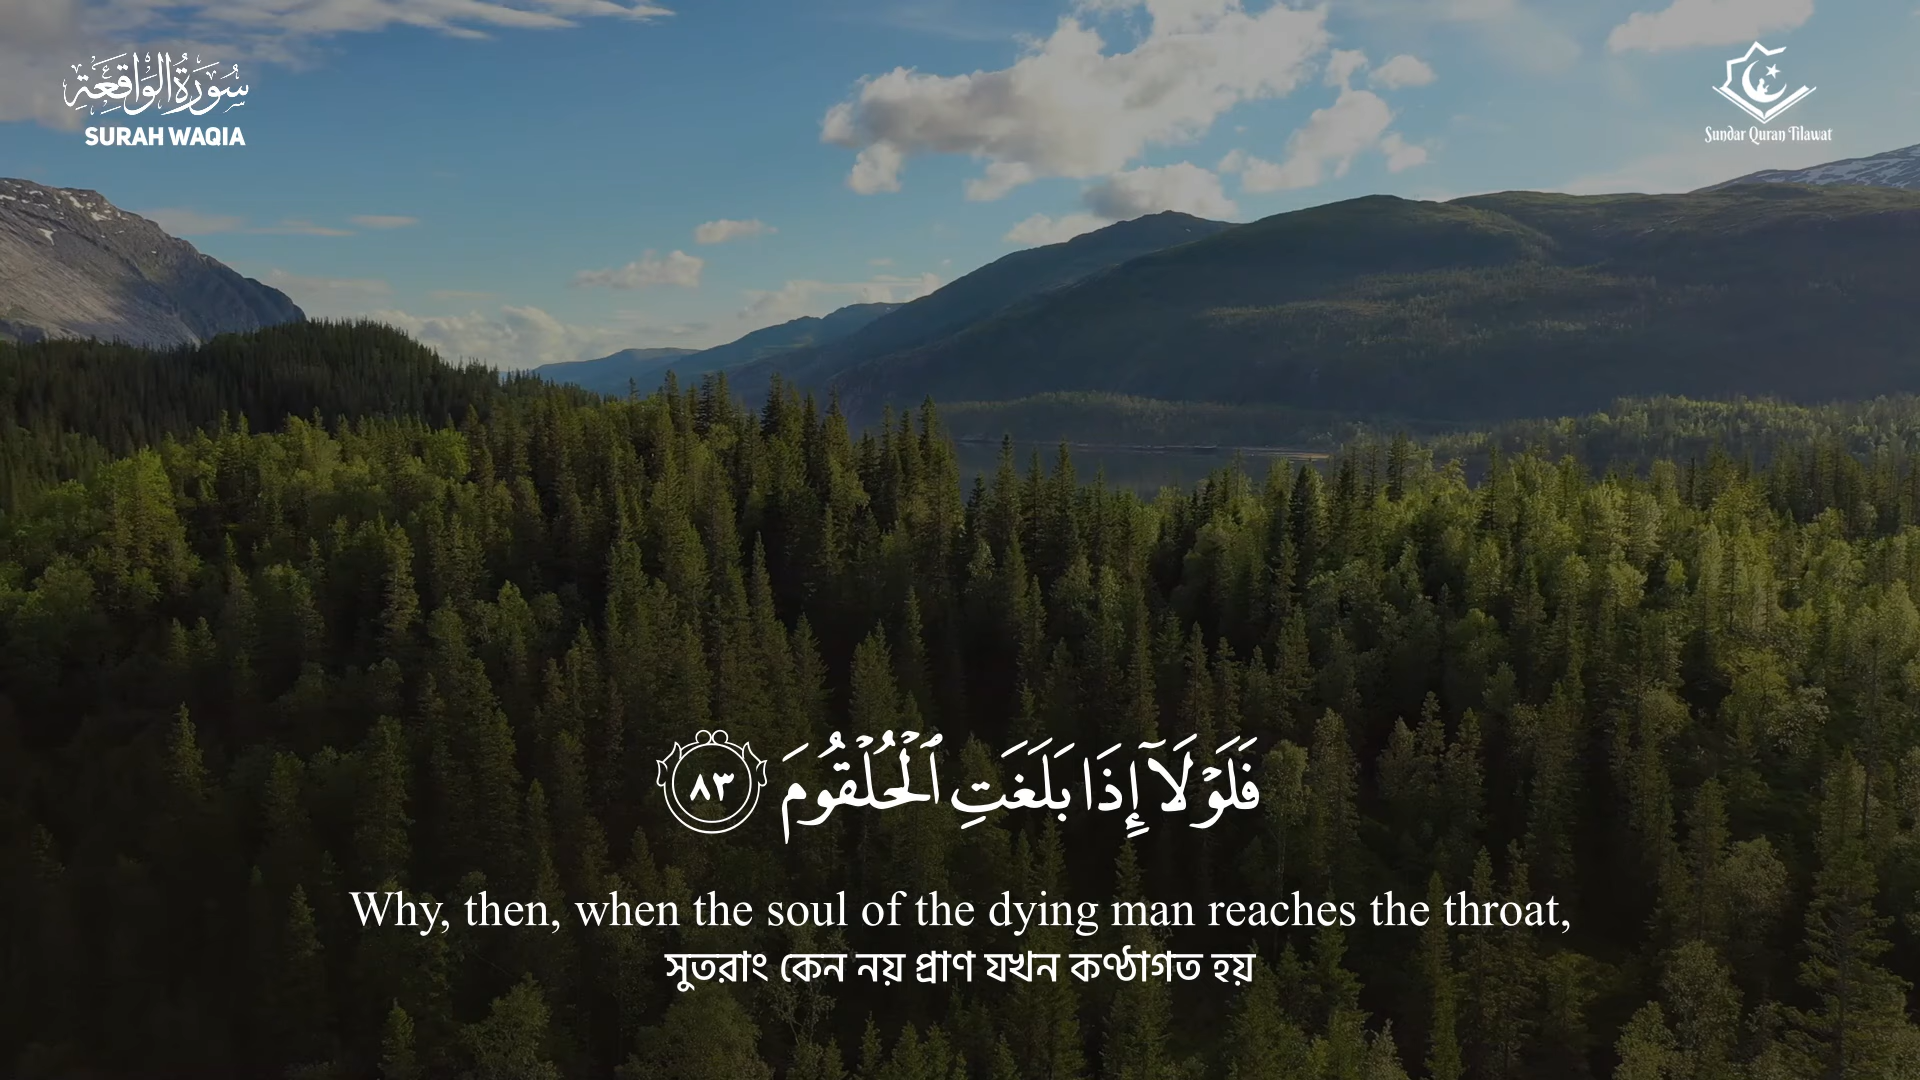 سُورَةُ الْوَاقِعَة
SURAH WAQIA
Sundar Quran Tilawat
فَلَوۡلَآ إِذَا بَلَغَتِ ٱلۡحُلۡقُومَ ٨٣
Why, then, when the soul of the dying man reaches the throat,
সুতরাং কেন নয় প্রাণ যখন কণ্ঠাগত হয়